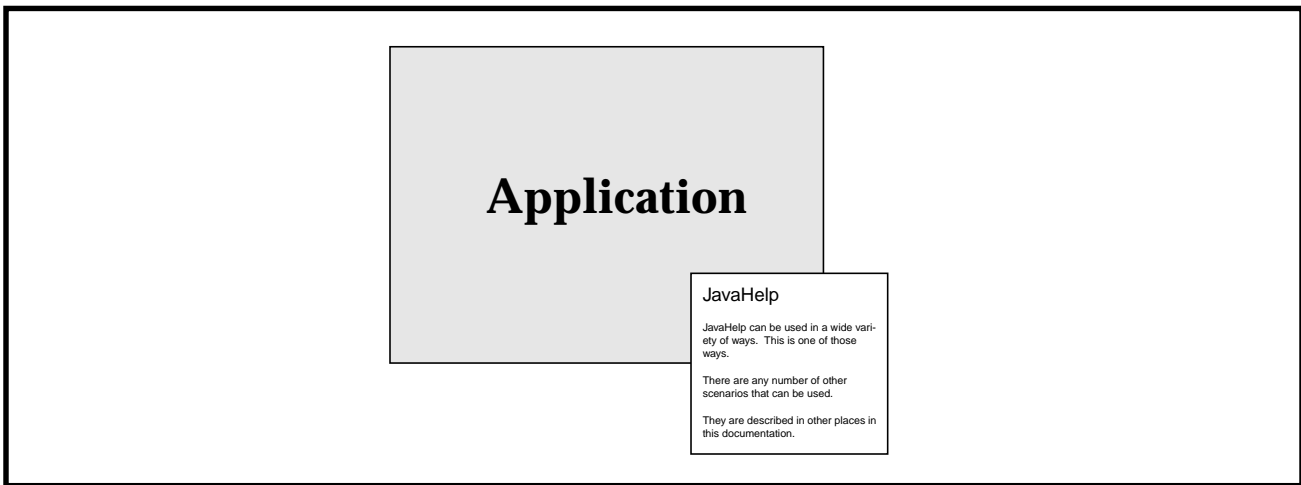 Application
JavaHelp
JavaHelp can be used in a wide vari-
ety of ways.  This is one of those
ways.
There are any number of other
scenarios that can be used.
They are described in other places in
this documentation.